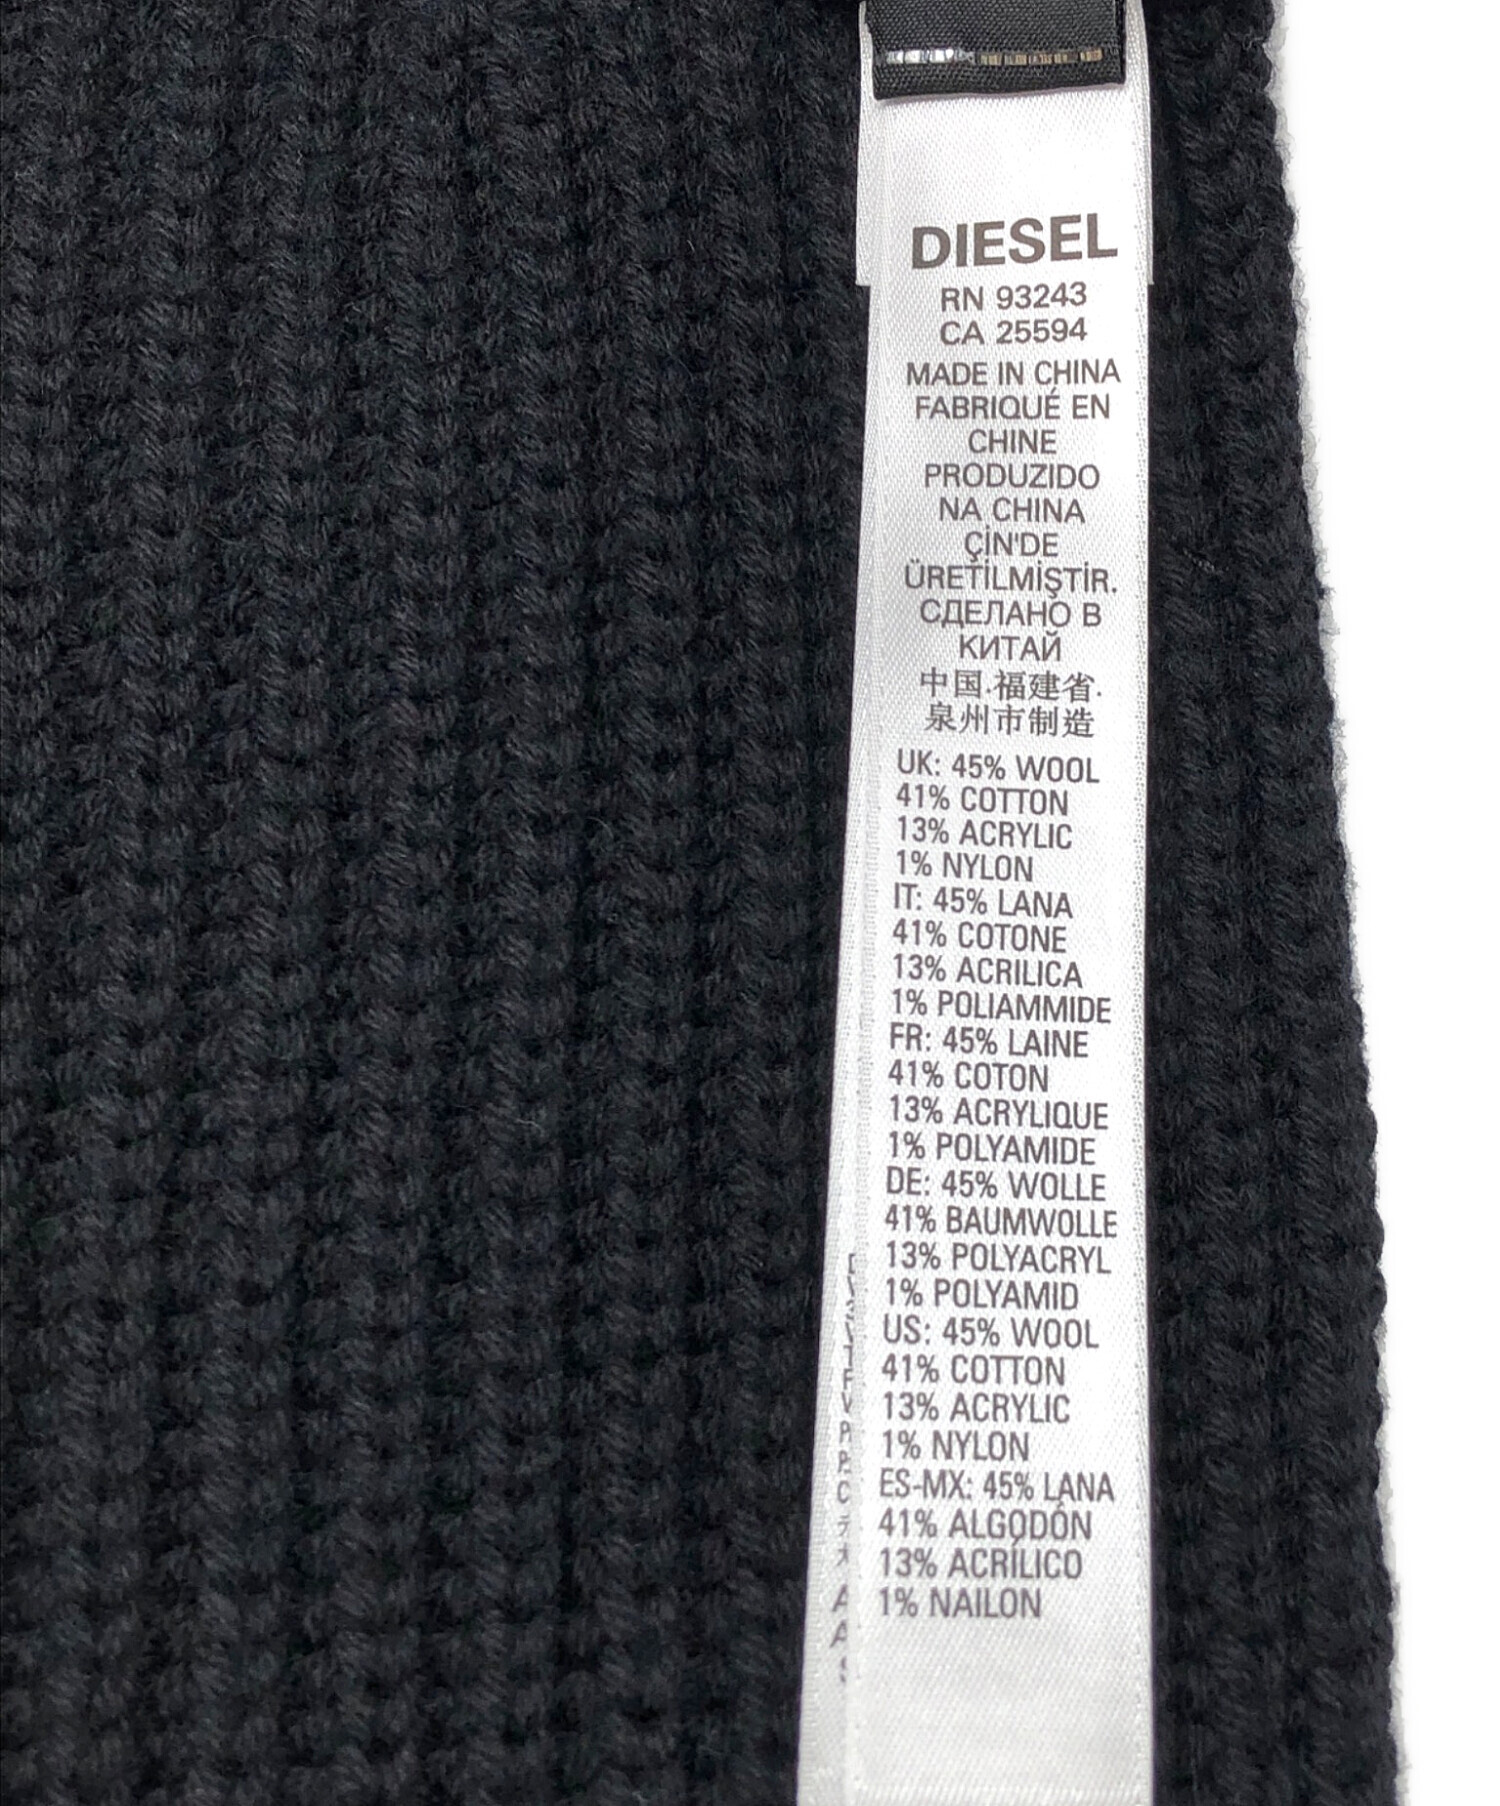 DIESEL
RN 93243
CA 25594
MADE IN CHINA
FABRIQUÉ EN
CHINE
PRODUZIDO
NA CHINA
ÇİN'DE
ÜRETİLMİŞTİR.
СДЕЛАНО В
КИТАЙ
中国.福建省.
泉州市制造
UK: 45% WOOL
41% COTTON
13% ACRYLIC
1% NYLON
IT: 45% LANA
41% COTONE
13% ACRILICA
1% POLIAMMIDE
FR: 45% LAINE
41% COTON
13% ACRYLIQUE
1% POLYAMIDE
DE: 45% WOLLE
41% BAUMWOLLE
13% POLYACRYL
1% POLYAMID
US: 45% WOOL
41% COTTON
13% ACRYLIC
1% NYLON
ES-MX: 45% LANA
41% ALGODÓN
13% ACRÍLICO
1% NAILON